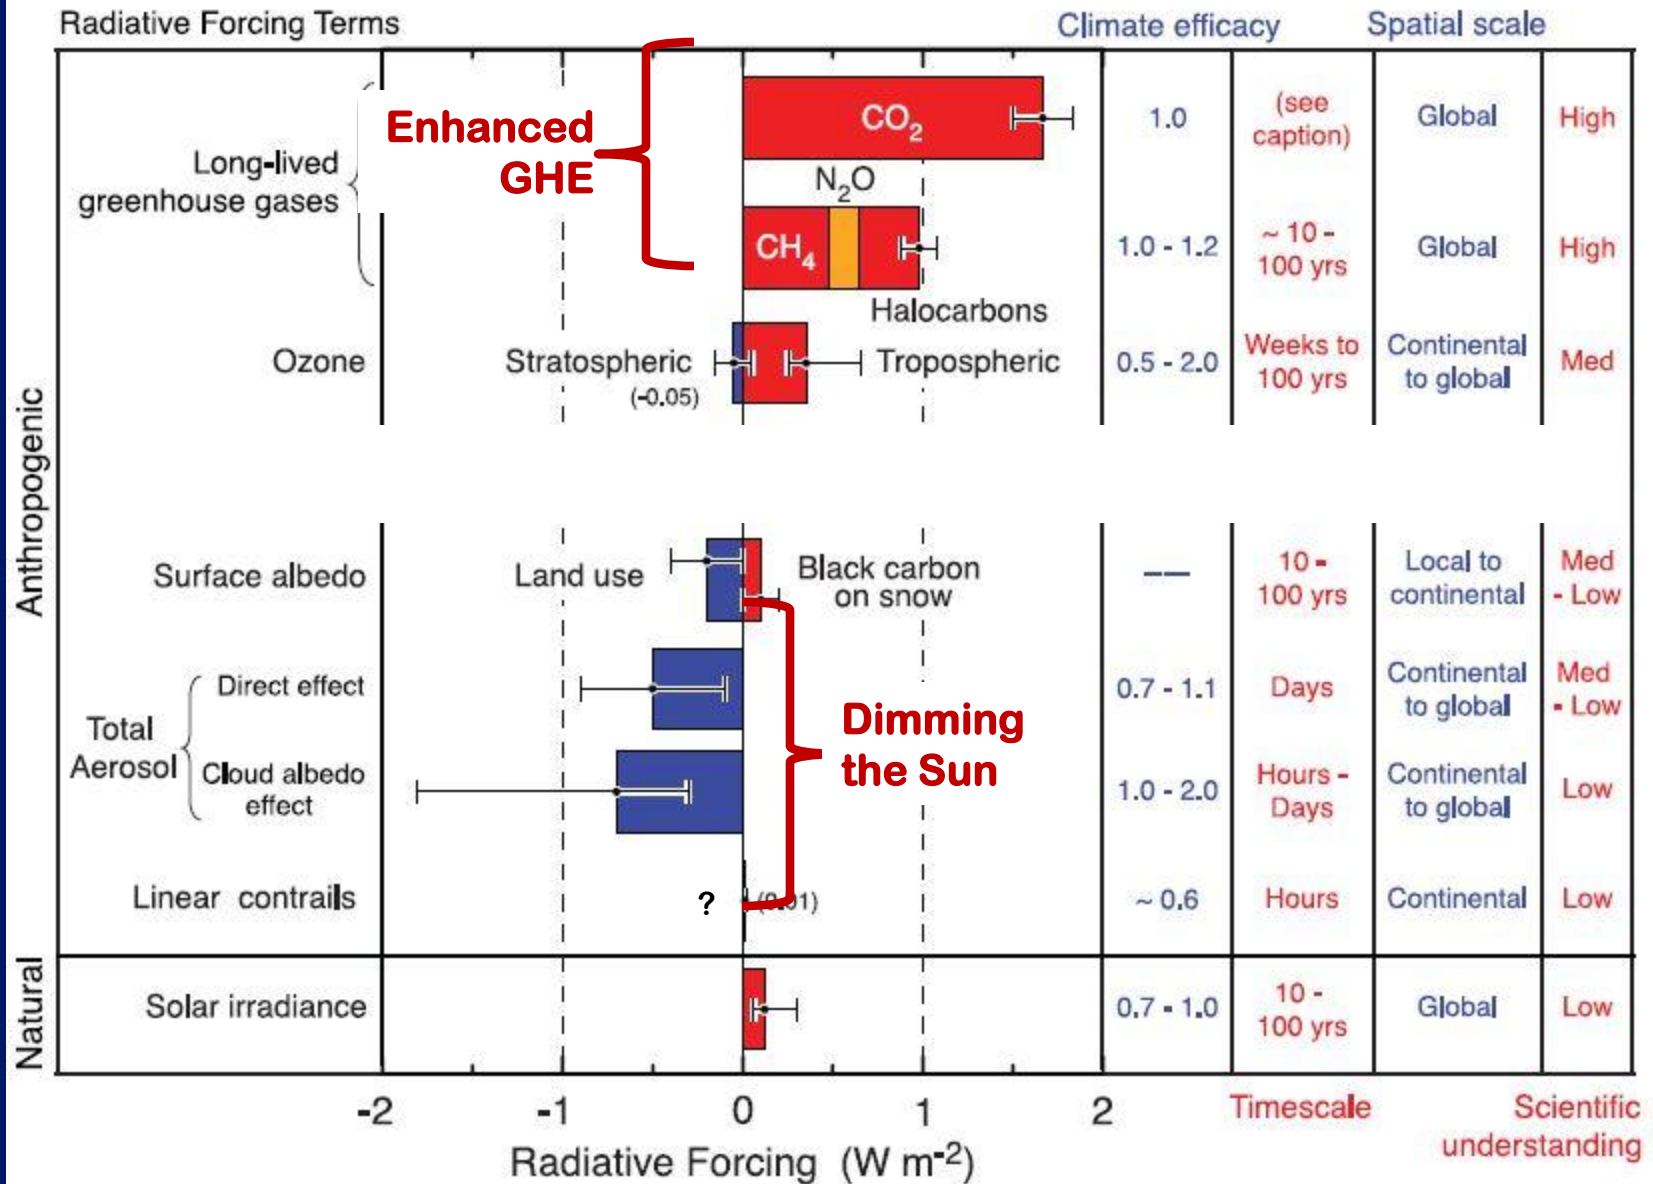 Radiative Forcing Terms
Climate efficacy
Spatial scale
Anthropogenic
Long-lived
greenhouse gases
Enhanced
GHE
CO₂
1.0
(see
caption)
Global
High
N₂O
CH₄
Halocarbons
1.0 - 1.2
~ 10 -
100 yrs
Global
High
Ozone
Stratospheric
(-0.05)
Tropospheric
0.5 - 2.0
Weeks to
100 yrs
Continental
to global
Med
Surface albedo
Land use
Black carbon
on snow
— —
10 -
100 yrs
Local to
continental
Med
- Low
Total
Aerosol
Direct effect
0.7 - 1.1
Days
Continental
to global
Med
- Low
Dimming
the Sun
Cloud albedo
effect
1.0 - 2.0
Hours -
Days
Continental
to global
Low
Linear contrails
?
(0.01)
~ 0.6
Hours
Continental
Low
Natural
Solar irradiance
0.7 - 1.0
10 -
100 yrs
Global
Low
-2 -1 0 1 2
Radiative Forcing (W m⁻²)
Timescale
Scientific
understanding